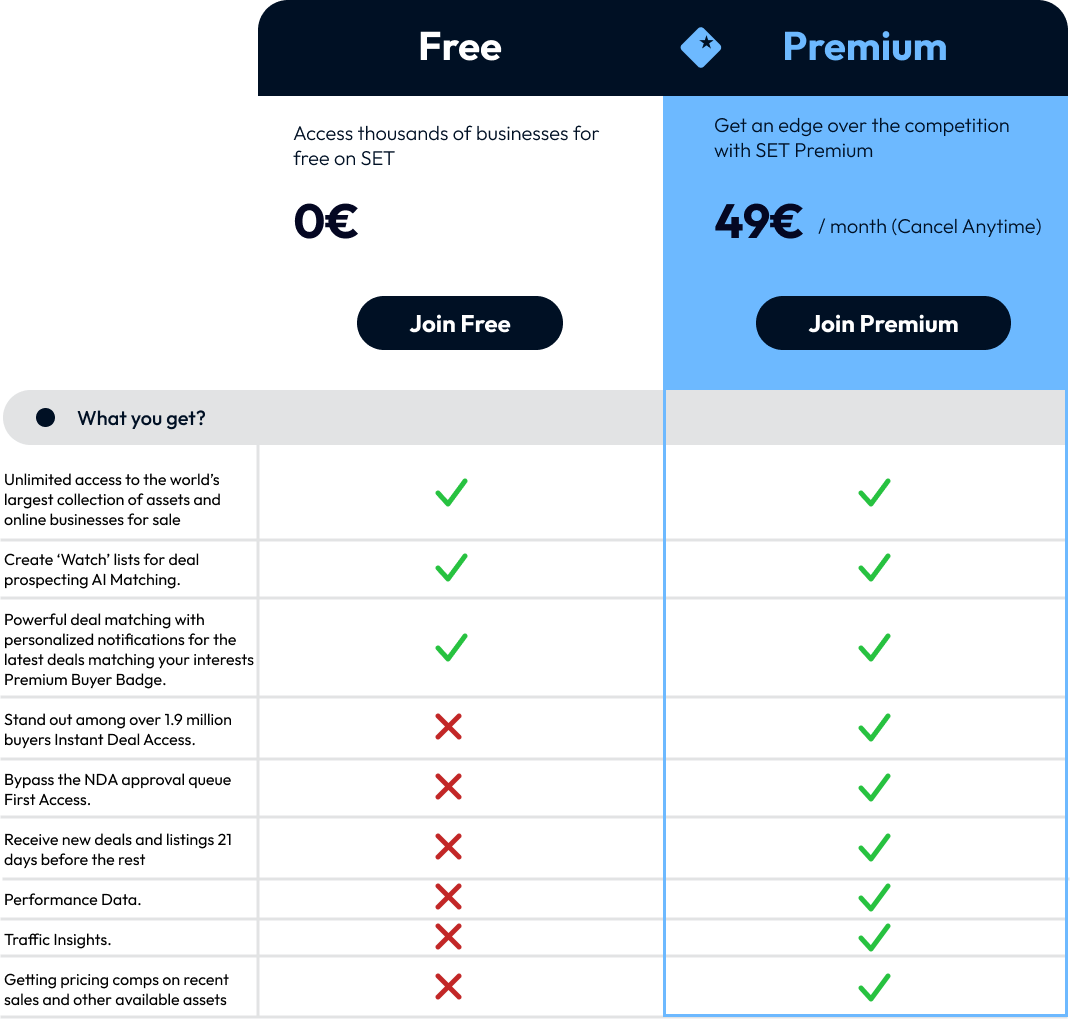 Free
Premium
Access thousands of businesses for
free on SET
0€
Get an edge over the competition
with SET Premium
49€ / month (Cancel Anytime)
Join Free
Join Premium
What you get?
Unlimited access to the world’s
largest collection of assets and
online businesses for sale
Create ‘Watch’ lists for deal
prospecting AI Matching.
Powerful deal matching with
personalized notifications for the
latest deals matching your interests
Premium Buyer Badge.
Stand out among over 1.9 million
buyers Instant Deal Access.
Bypass the NDA approval queue
First Access.
Receive new deals and listings 21
days before the rest
Performance Data.
Traffic Insights.
Getting pricing comps on recent
sales and other available assets